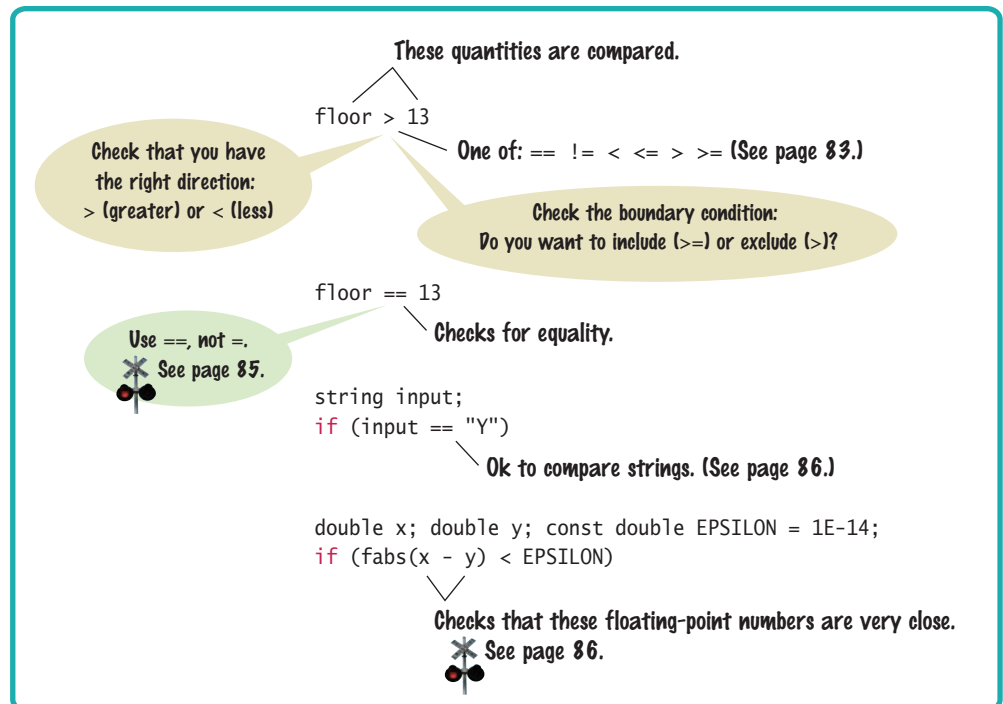 These quantities are compared.
floor > 13
Check that you have
the right direction:
> (greater) or < (less)
One of: == != < <= > >= (See page 83.)
Check the boundary condition:
Do you want to include (>=) or exclude (>)?
floor == 13
Checks for equality.
Use ==, not =.
See page 85.
string input;
if (input == "Y")
Ok to compare strings. (See page 86.)
double x; double y; const double EPSILON = 1E-14;
if (fabs(x - y) < EPSILON)
Checks that these floating-point numbers are very close.
See page 86.